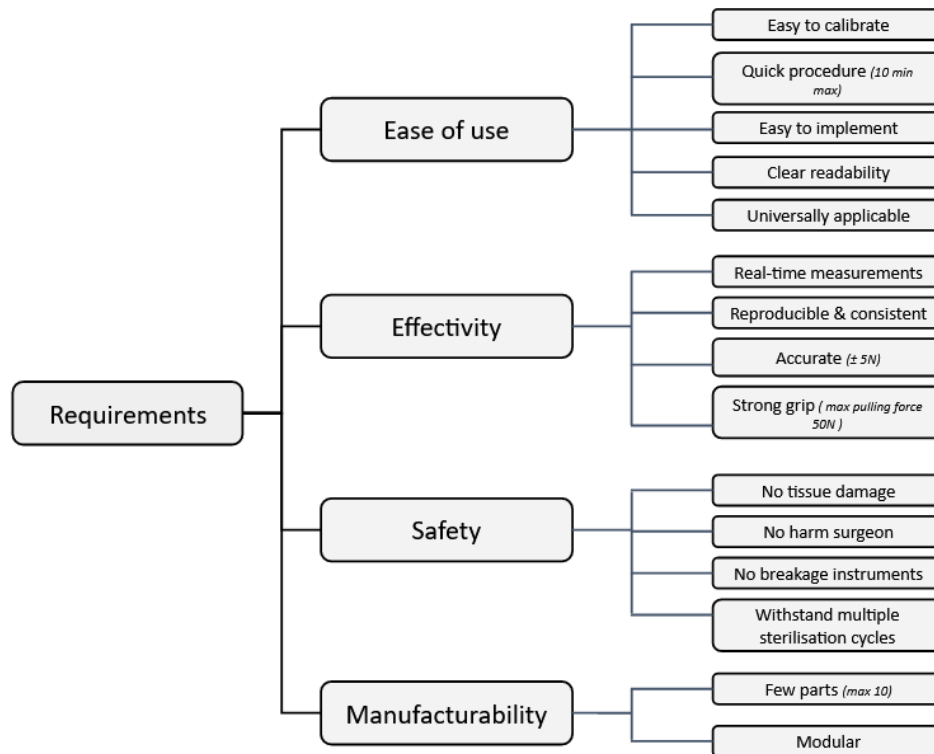 Requirements
Ease of use
Easy to calibrate
Quick procedure (10 min
max)
Easy to implement
Clear readability
Universally applicable
Effectivity
Real-time measurements
Reproducible & consistent
Accurate (± 5N)
Strong grip ( max pulling force
50N )
Safety
No tissue damage
No harm surgeon
No breakage instruments
Withstand multiple
sterilisation cycles
Manufacturability
Few parts (max 10)
Modular